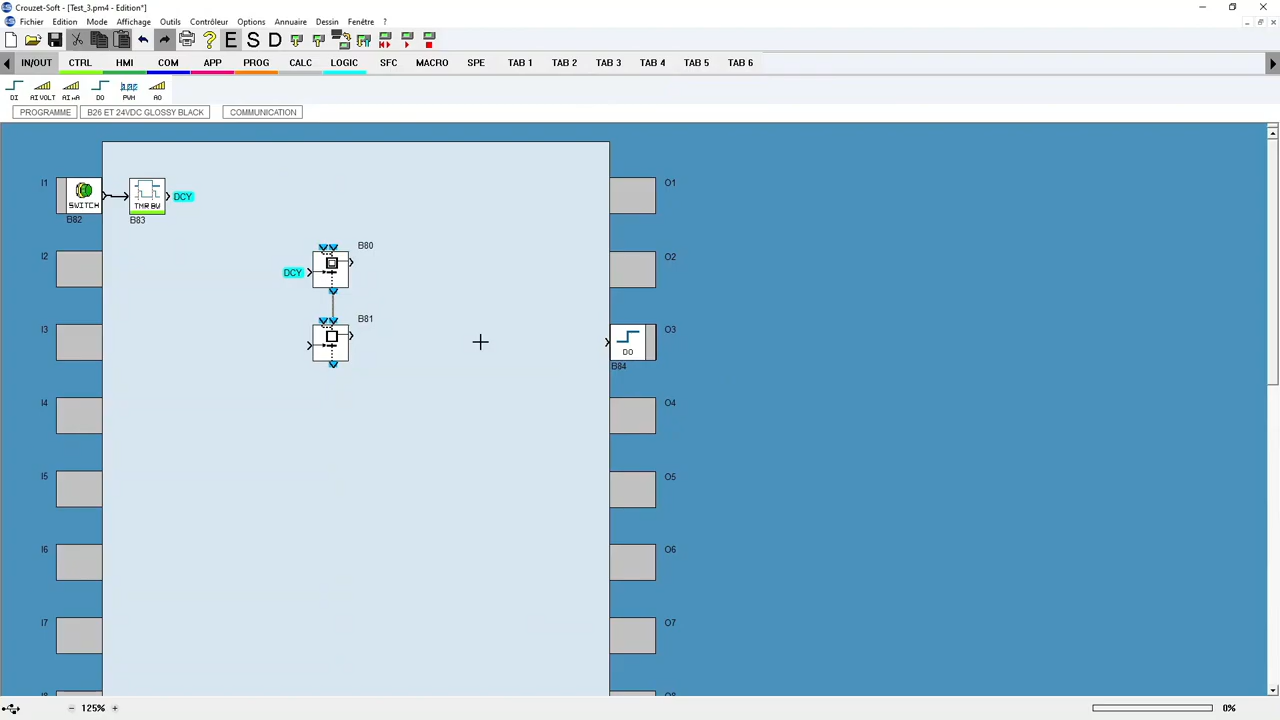 Crouzet-Soft - [Test_3.pm4 - Edition*]
Fichier Edition Mode Affichage Outils Contrôleur Options Annuaire Dessin Fenêtre ?
E S D
IN/OUT CTRL HMI COM APP PROG CALC LOGIC SFC MACRO SPE TAB 1 TAB 2 TAB 3 TAB 4 TAB 5 TAB 6
DI AI VOLT AI mA DO PWM AO
PROGRAMME B26 ET 24VDC GLOSSY BLACK COMMUNICATION
I1 SWITCH TMR BW DCY O1
B82 B83
B80
I2 O2
DCY
B81
I3 O3
DO
B84
I4 O4
I5 O5
I6 O6
I7 O7
- 125% + 0%